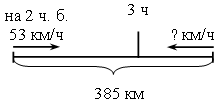 на 2 ч. б.
3 ч
53 км/ч
? км/ч
385 км